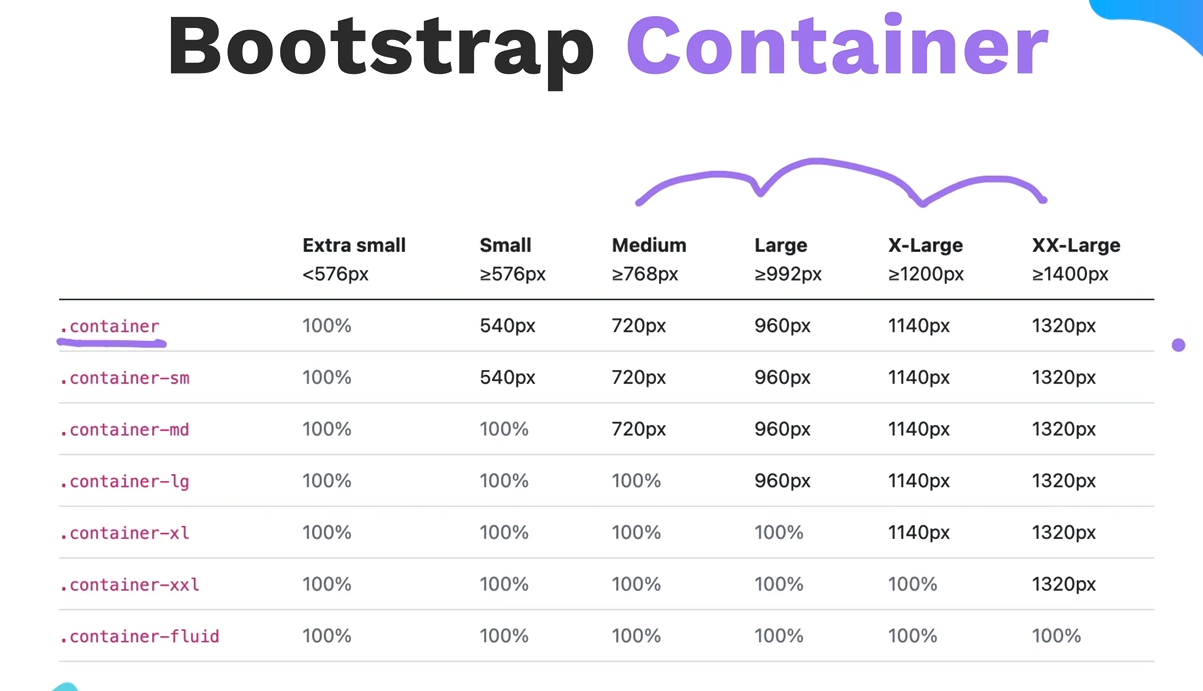 Bootstrap Container
Extra small Small Medium Large X-Large XX-Large
<576px ≥576px ≥768px ≥992px ≥1200px ≥1400px
.container 100% 540px 720px 960px 1140px 1320px
.container-sm 100% 540px 720px 960px 1140px 1320px
.container-md 100% 100% 720px 960px 1140px 1320px
.container-lg 100% 100% 100% 960px 1140px 1320px
.container-xl 100% 100% 100% 100% 1140px 1320px
.container-xxl 100% 100% 100% 100% 100% 1320px
.container-fluid 100% 100% 100% 100% 100% 100%